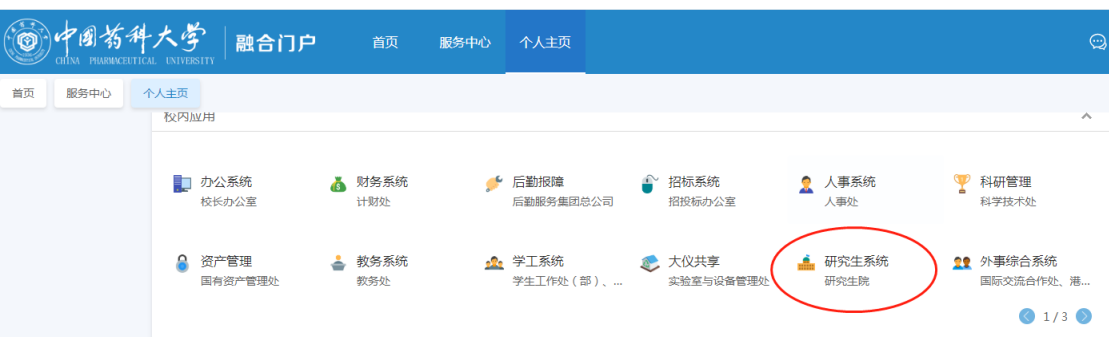 中国药科大学 融合门户 首页 服务中心 个人主页
CHINA PHARMACEUTICAL UNIVERSITY
首页 服务中心 个人主页
校内应用
办公系统 财务系统 后勤报障 招标系统 人事系统 科研管理
校长办公室 计财处 后勤服务集团总公司 招投标办公室 人事处 科学技术处
资产管理 教务系统 学工系统 大仪共享 研究生系统 外事综合系统
国有资产管理处 教务处 学生工作处（部）、... 实验室与设备管理处 研究生院 国际交流合作处、港...
1/3